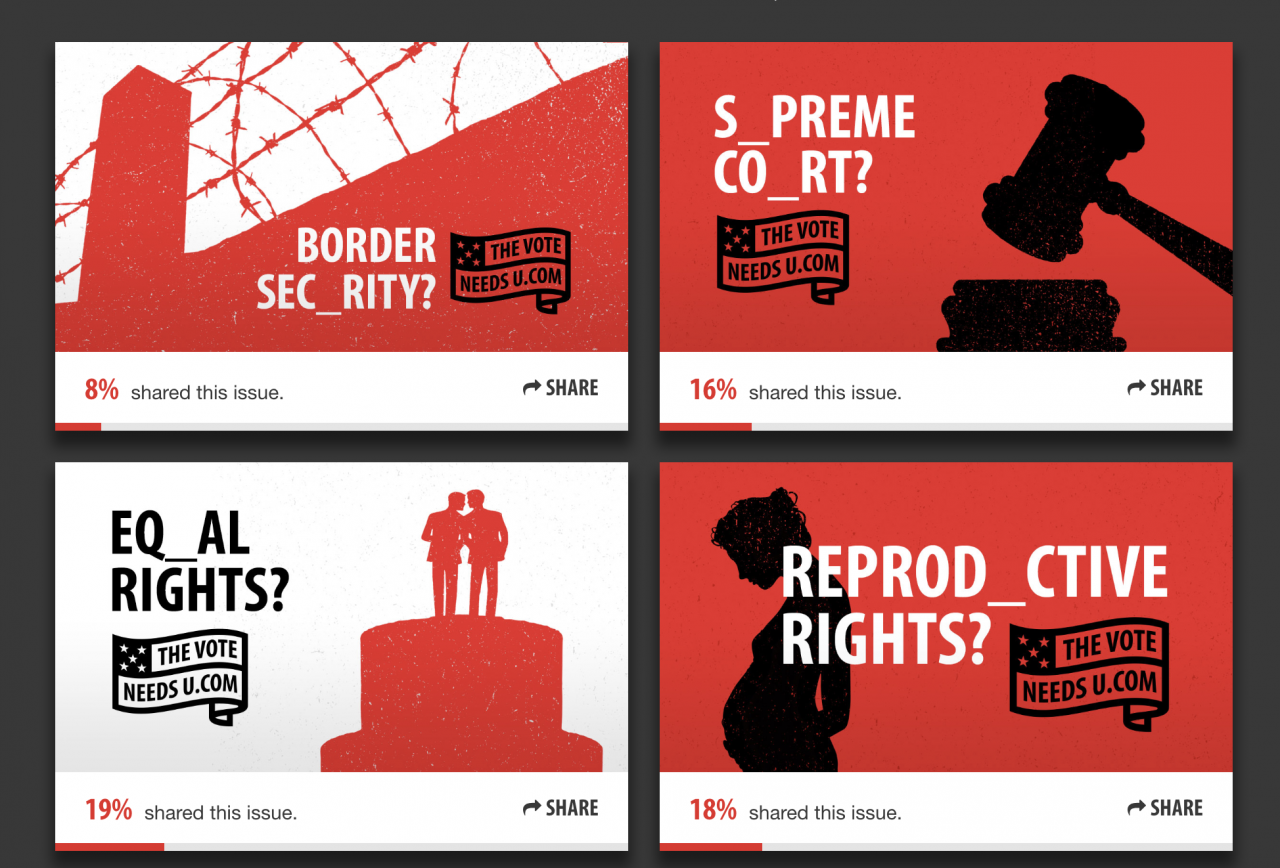 BORDER
SEC_RITY?
THE VOTE
NEEDS U.COM
8% shared this issue.
SHARE
S_PREME
CO_RT?
THE VOTE
NEEDS U.COM
16% shared this issue.
SHARE
EQ_AL
RIGHTS?
THE VOTE
NEEDS U.COM
19% shared this issue.
SHARE
REPROD_CTIVE
RIGHTS?
THE VOTE
NEEDS U.COM
18% shared this issue.
SHARE